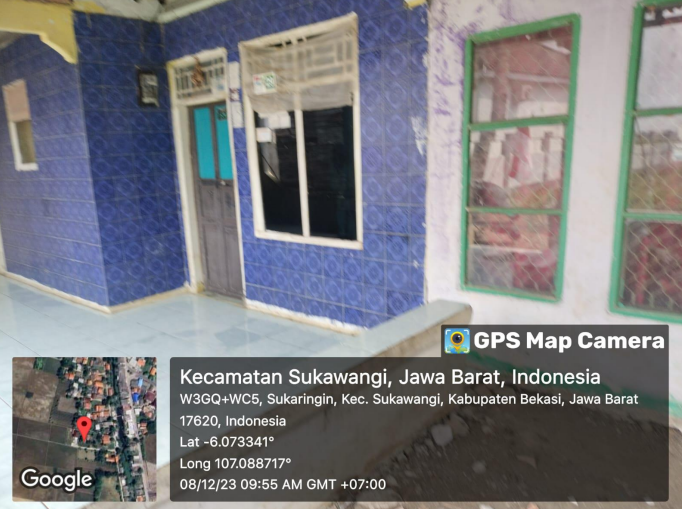 GPS Map Camera
Kecamatan Sukawangi, Jawa Barat, Indonesia
W3GQ+WC5, Sukaringin, Kec. Sukawangi, Kabupaten Bekasi, Jawa Barat
17620, Indonesia
Lat -6.073341°
Long 107.088717°
08/12/23 09:55 AM GMT +07:00
Google